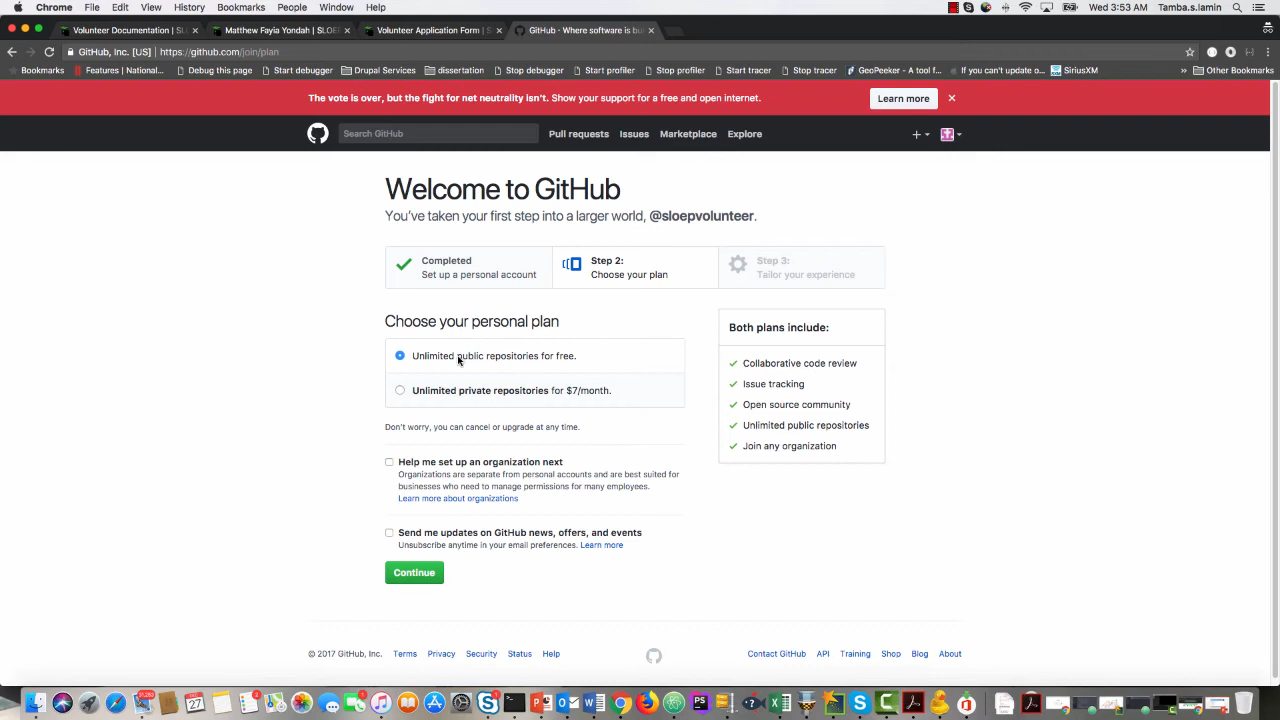 Chrome File Edit View History Bookmarks People Window Help
Wed 3:53 AM Tamba.s.lamin
Volunteer Documentation | SL
Matthew Fayia Yondah | SLOE
Volunteer Application Form | S
GitHub · Where software is bu
GitHub, Inc. [US] | https://github.com/join/plan
Bookmarks Features | National... Debug this page Start debugger Drupal Services dissertation Stop debugger Start profiler Stop profiler Start tracer Stop tracer GeoPeeker - A tool f... If you can't update o... SiriusXM » Other Bookmarks
The vote is over, but the fight for net neutrality isn't. Show your support for a free and open internet.
Learn more
Search GitHub Pull requests Issues Marketplace Explore
Welcome to GitHub
You've taken your first step into a larger world, @sloepvolunteer.
Completed
Set up a personal account
Step 2:
Choose your plan
Step 3:
Tailor your experience
Choose your personal plan
Unlimited public repositories for free.
Unlimited private repositories for $7/month.
Don't worry, you can cancel or upgrade at any time.
Both plans include:
Collaborative code review
Issue tracking
Open source community
Unlimited public repositories
Join any organization
Help me set up an organization next
Organizations are separate from personal accounts and are best suited for
businesses who need to manage permissions for many employees.
Learn more about organizations
Send me updates on GitHub news, offers, and events
Unsubscribe anytime in your email preferences. Learn more
Continue
© 2017 GitHub, Inc. Terms Privacy Security Status Help
Contact GitHub API Training Shop Blog About